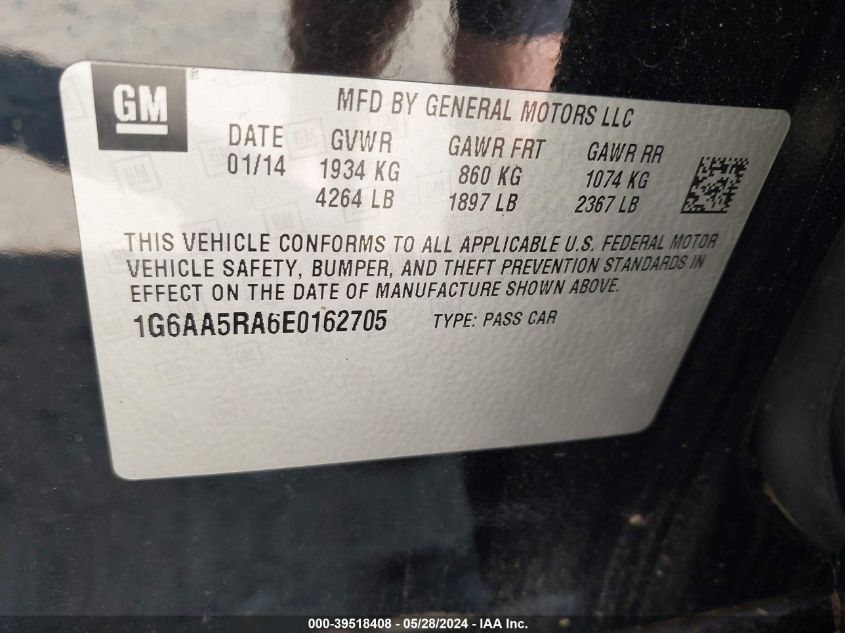 GM
®
MFD BY GENERAL MOTORS LLC
DATE GVWR GAWR FRT GAWR RR
01/14 1934 KG 860 KG 1074 KG
4264 LB 1897 LB 2367 LB
THIS VEHICLE CONFORMS TO ALL APPLICABLE U.S. FEDERAL MOTOR
VEHICLE SAFETY, BUMPER, AND THEFT PREVENTION STANDARDS IN
EFFECT ON THE DATE OF MANUFACTURE SHOWN ABOVE.
1G6AA5RA6E0162705 TYPE: PASS CAR
000-39518408 - 05/28/2024 - © IAA, Inc.